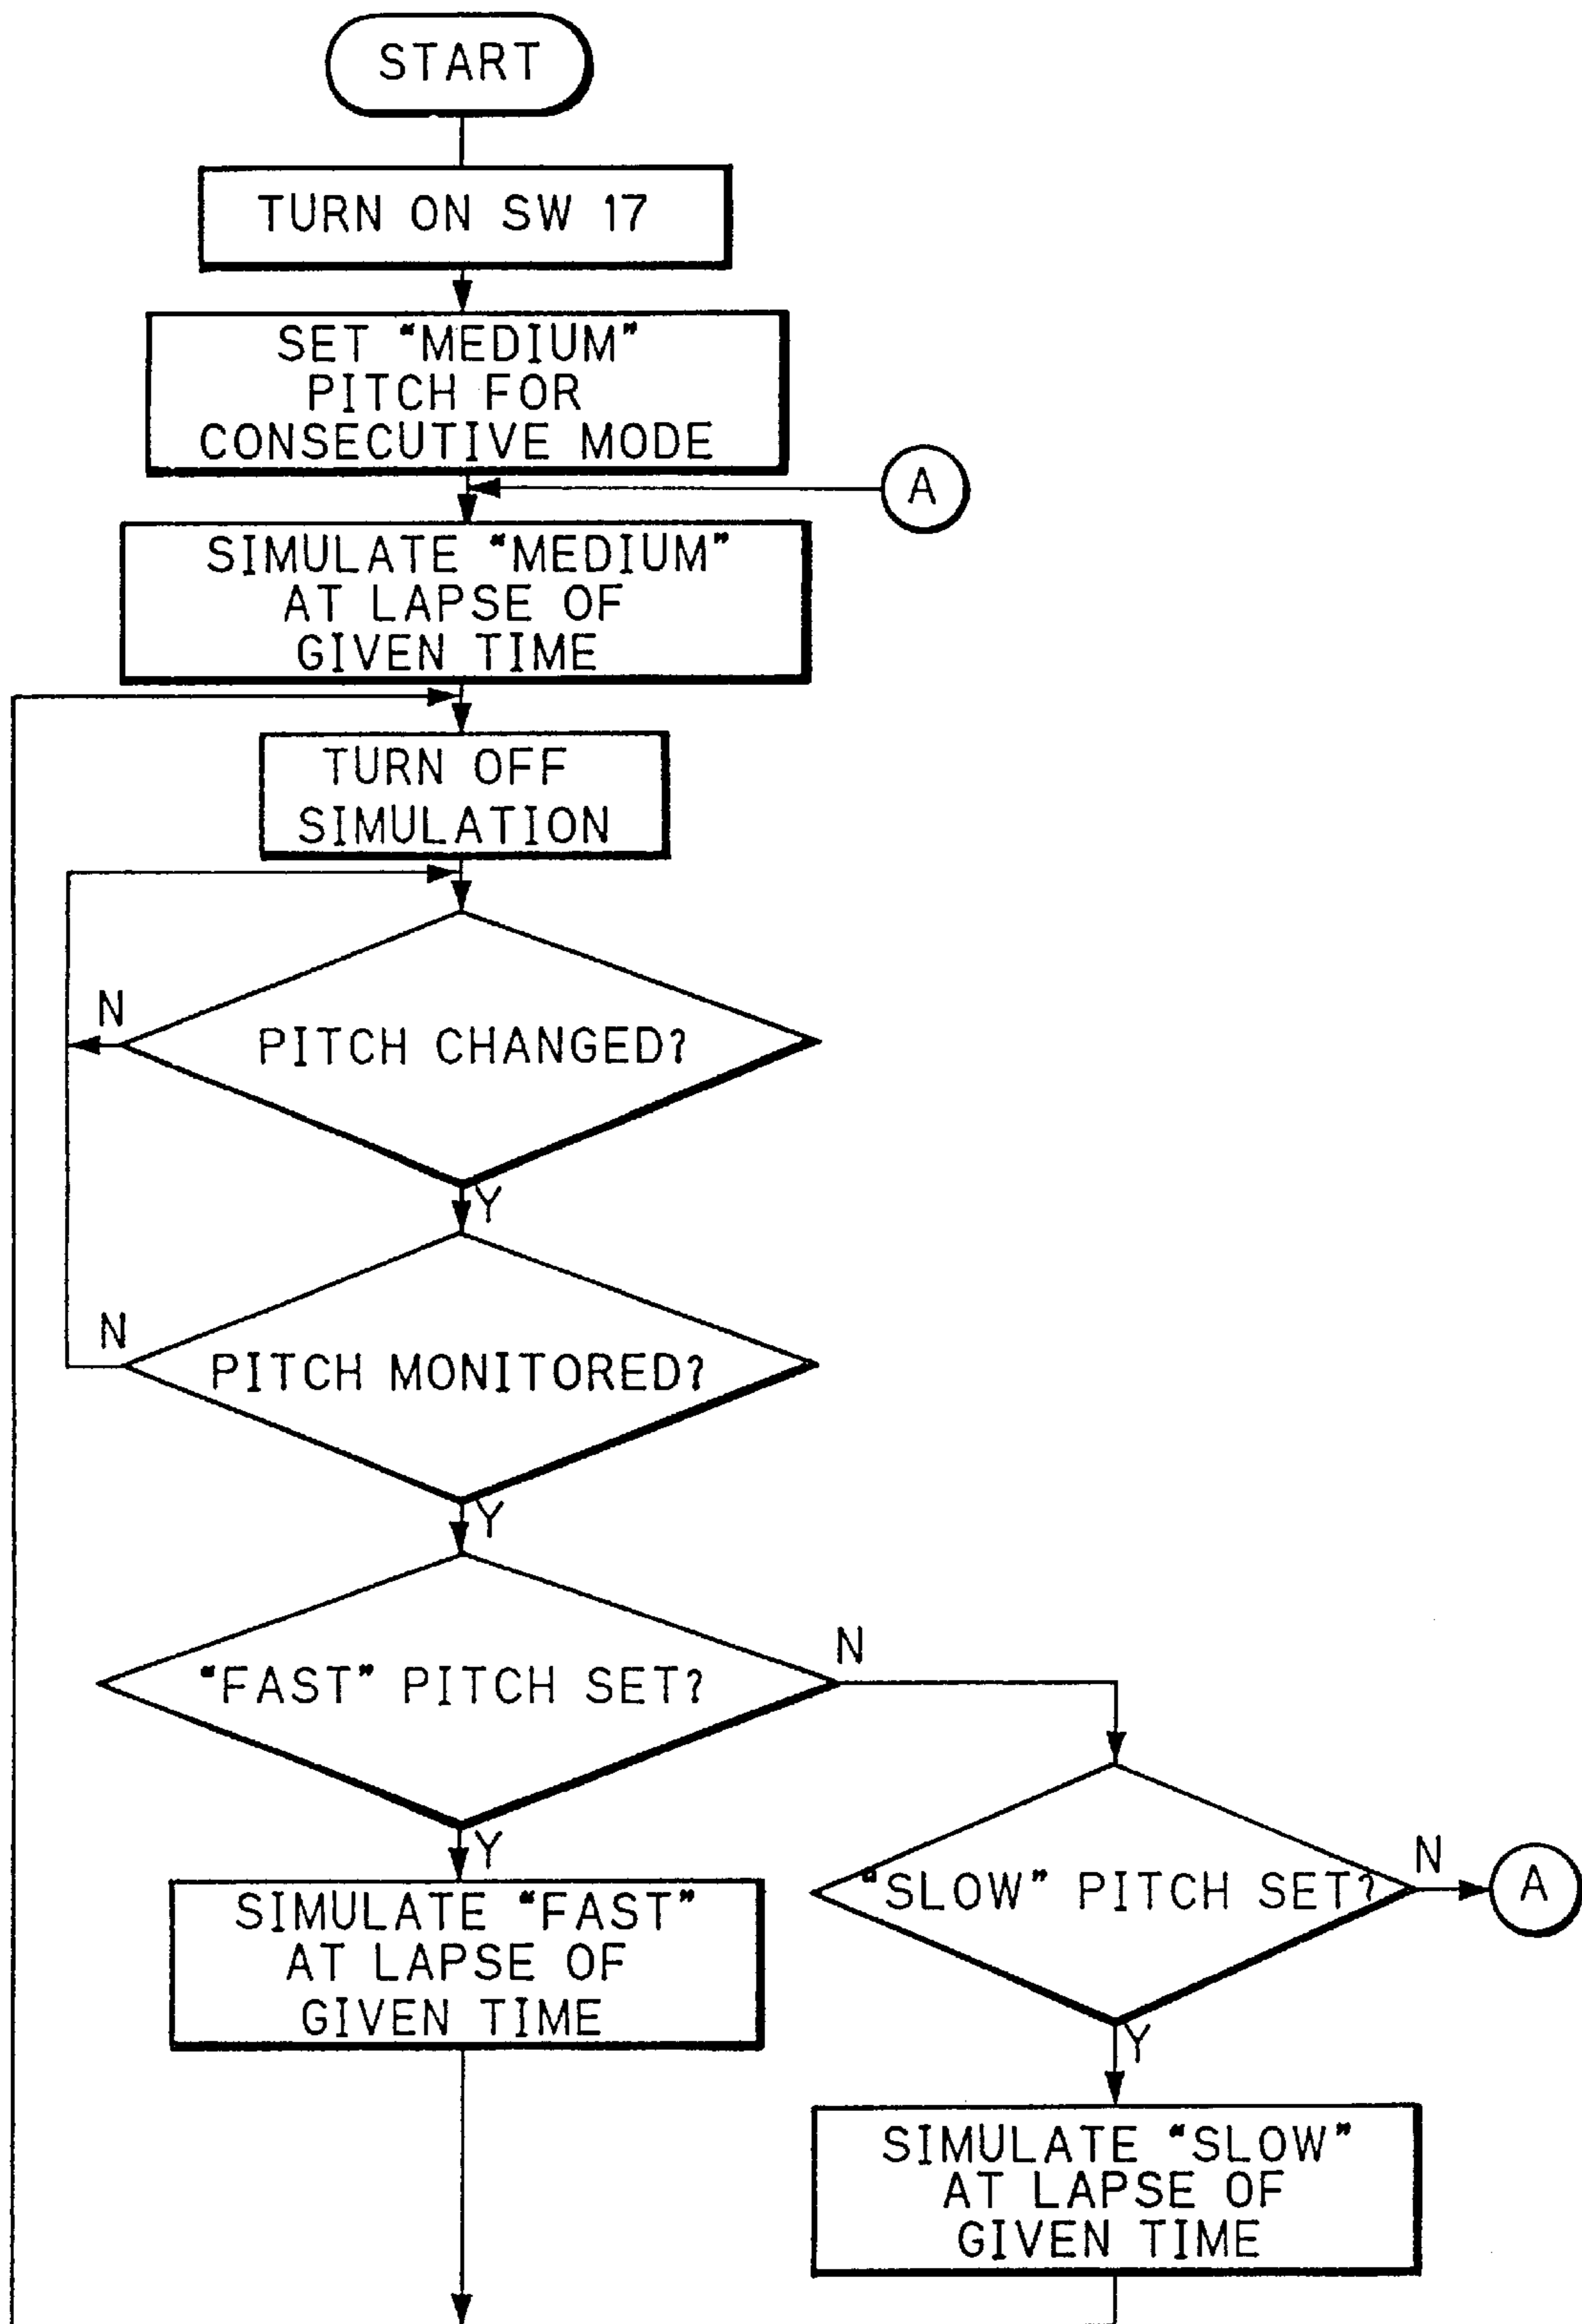 START
TURN ON SW 17
SET "MEDIUM"
PITCH FOR
CONSECUTIVE MODE
A
SIMULATE "MEDIUM"
AT LAPSE OF
GIVEN TIME
TURN OFF
SIMULATION
N
PITCH CHANGED?
Y
N
PITCH MONITORED?
Y
N
"FAST" PITCH SET?
Y
N
"SLOW" PITCH SET?
A
SIMULATE "FAST"
AT LAPSE OF
GIVEN TIME
Y
SIMULATE "SLOW"
AT LAPSE OF
GIVEN TIME